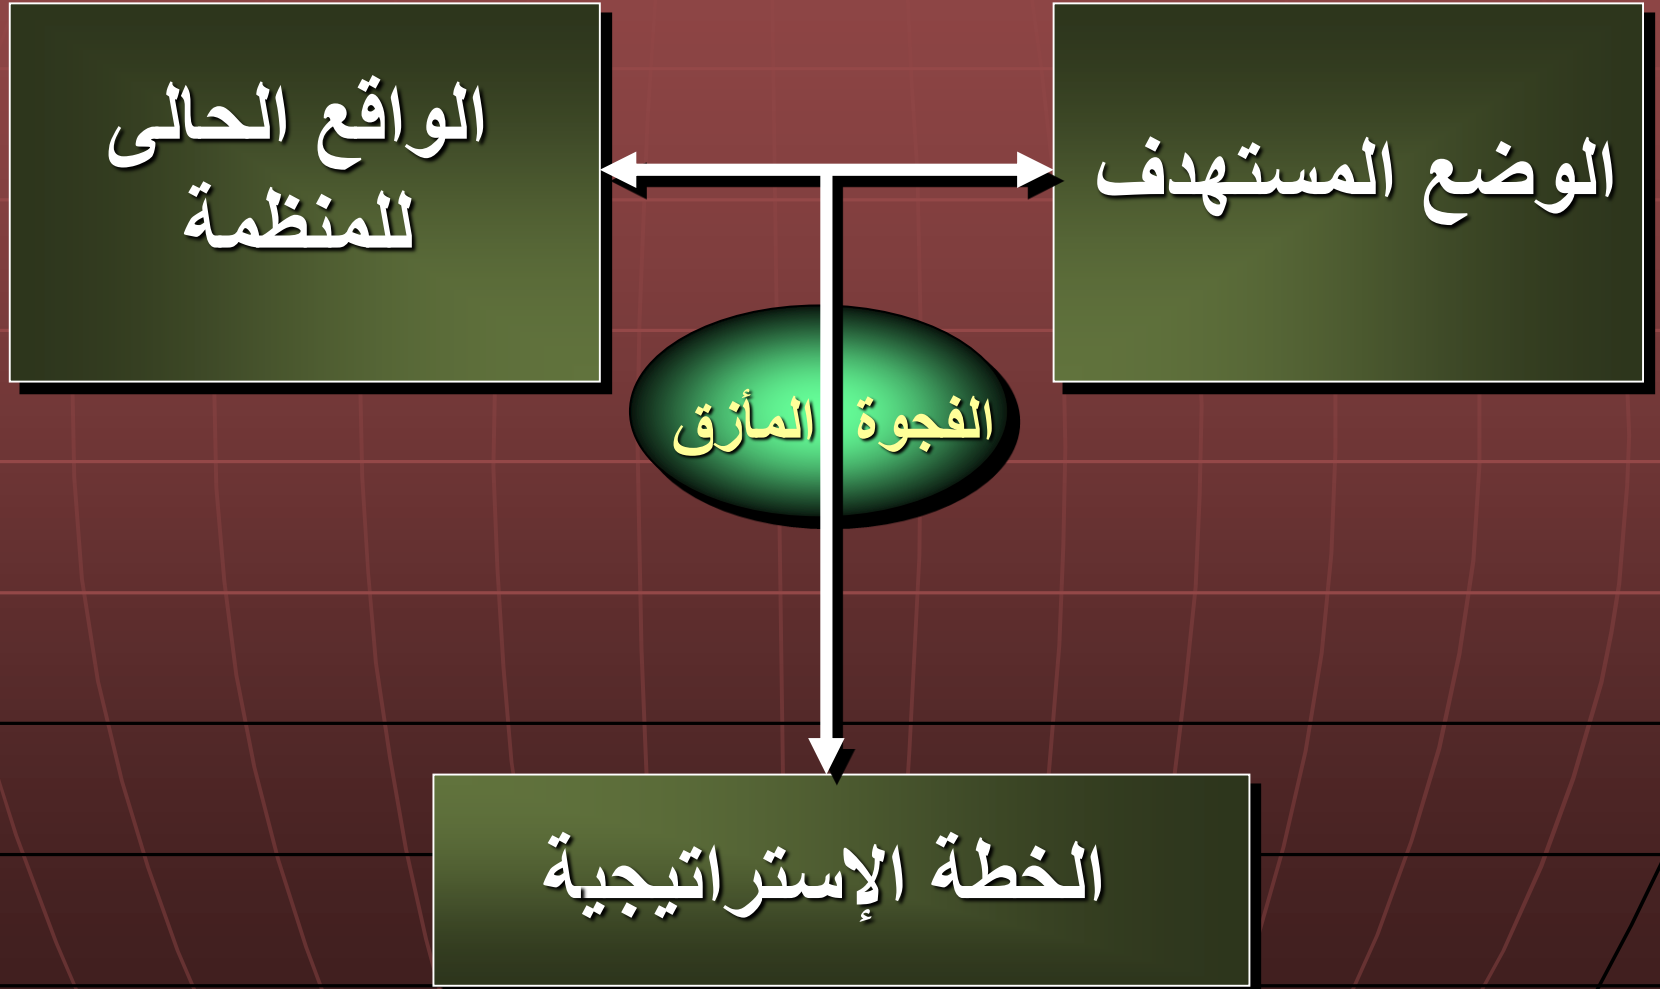 الوضع المستهدف
الواقع الحالى
للمنظمة
الفجوة المأزق
الخطة الإستراتيجية